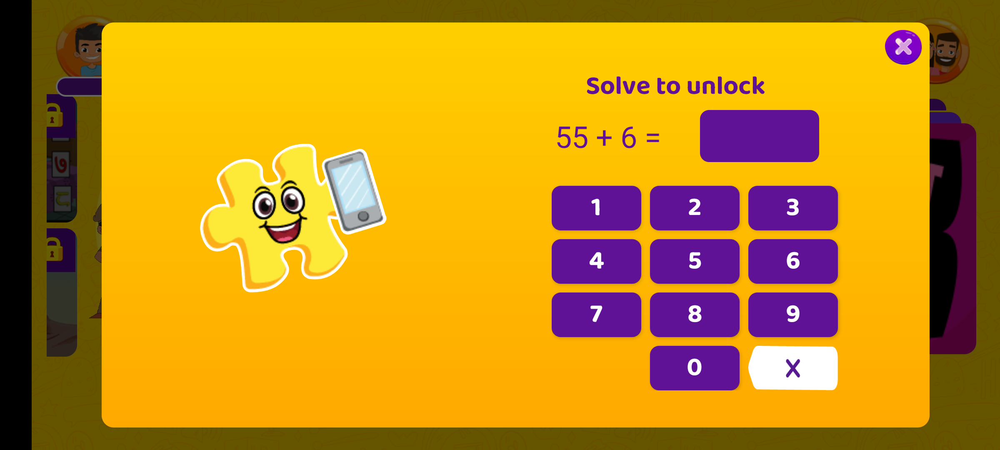 Solve to unlock
55 + 6 =
1 2 3
4 5 6
7 8 9
0 X
و